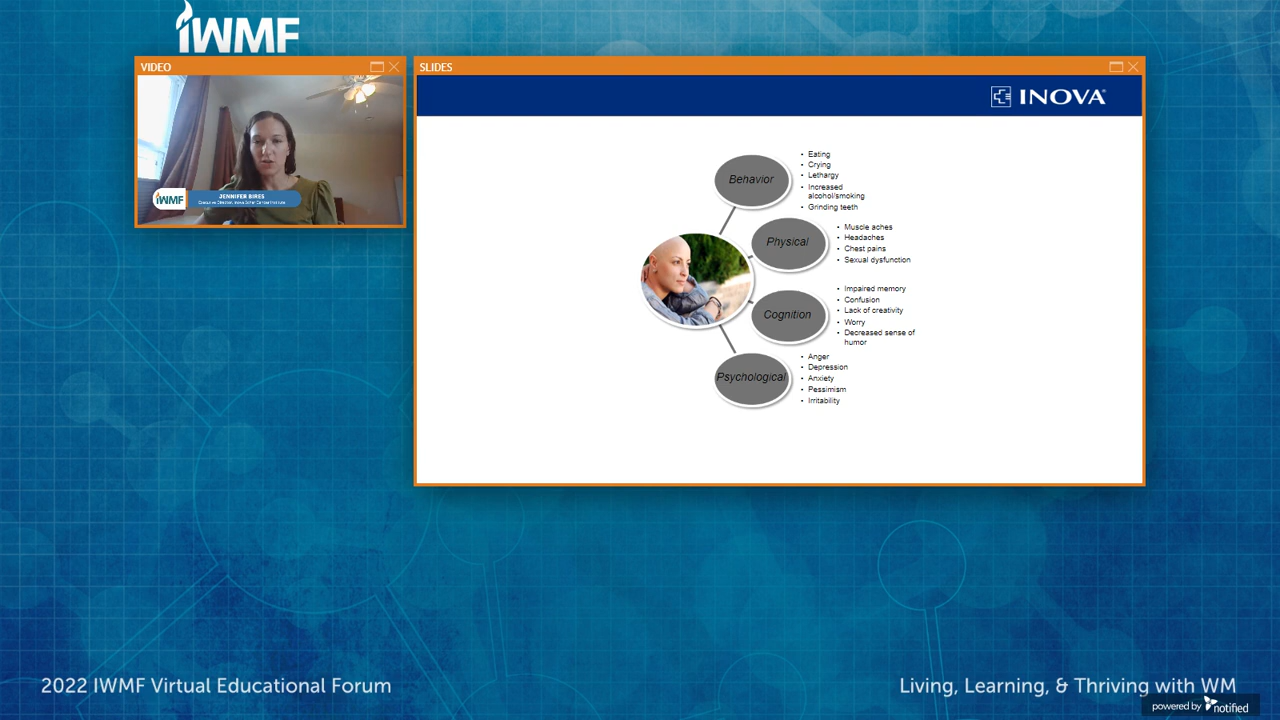 IWMF
VIDEO
JENNIFER BIRES
IWMF
SLIDES
INOVA
Behavior
• Eating
• Crying
• Lethargy
• Increased
alcohol/smoking
• Grinding teeth
Physical
• Muscle aches
• Headaches
• Chest pains
• Sexual dysfunction
Cognition
• Impaired memory
• Confusion
• Lack of creativity
• Worry
• Decreased sense of
humor
Psychological
• Anger
• Depression
• Anxiety
• Pessimism
• Irritability
2022 IWMF Virtual Educational Forum
Living, Learning, & Thriving with WM
powered by notified